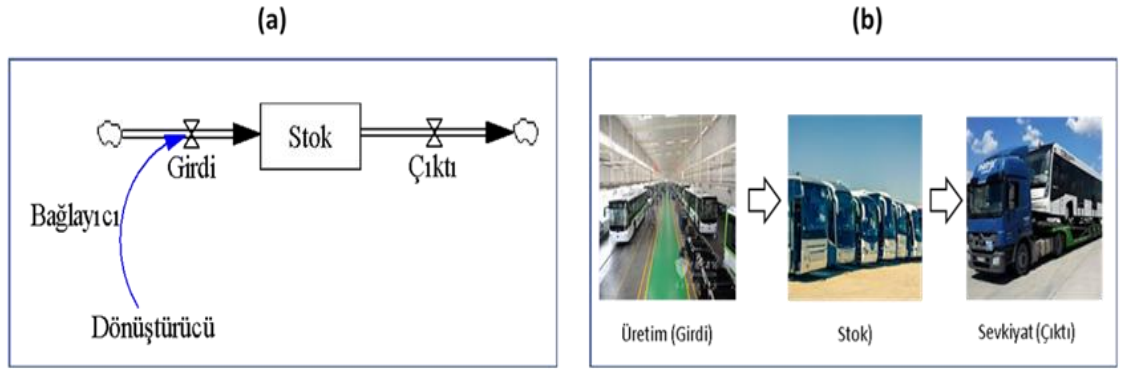 (a)
(b)
Girdi
Stok
Çıktı
Bağlayıcı
Dönüştürücü
Üretim (Girdi)
Stok)
Sevkiyat (Çıktı)